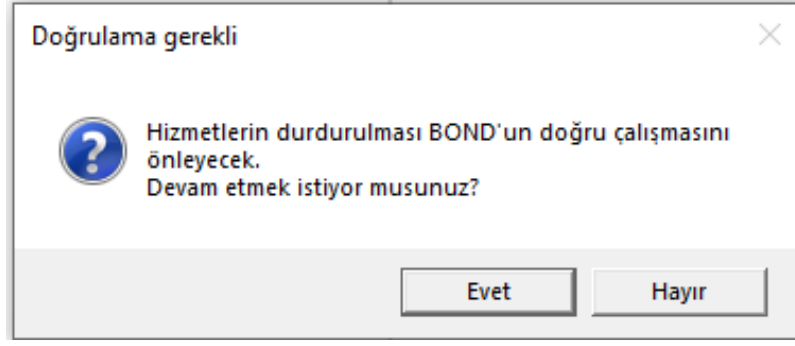 Doğrulama gerekli
Hizmetlerin durdurulması BOND'un doğru çalışmasını
önleyecek.
Devam etmek istiyor musunuz?
Evet
Hayır